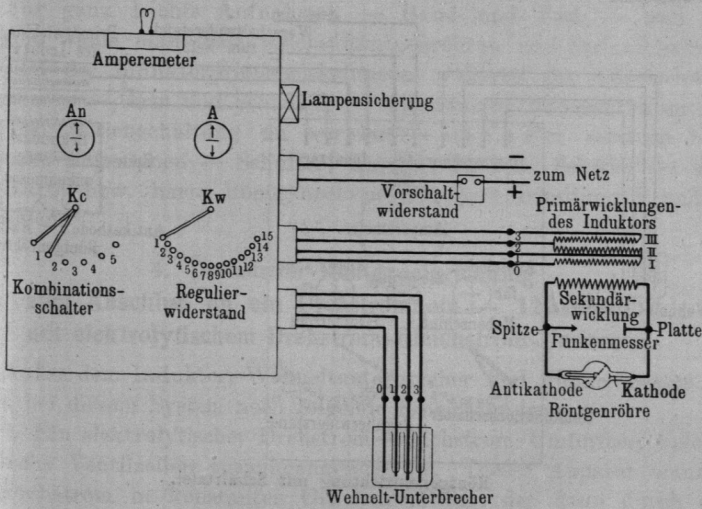 Amperemeter
Lampensicherung
An
A
Kc
Kw
1
2
3
4
5
1
2
3
4
5
6
7
8
9
10
11
12
13
14
15
Kombinations-
schalter
Regulier-
widerstand
−
zum Netz
+
Vorschalt-
widerstand
Primärwicklungen-
des Induktors
3
2
1
0
III
II
I
Sekundär-
wicklung
Spitze
Platte
Funkenmesser
Antikathode
Kathode
Röntgenröhre
0 1 2 3
Wehnelt-Unterbrecher